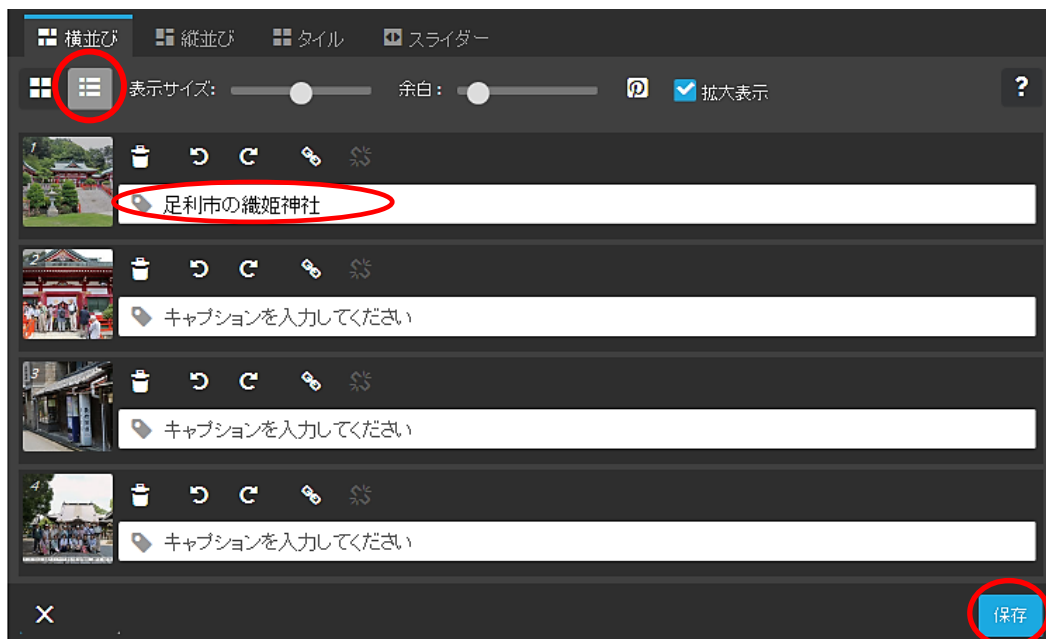 横並び 縦並び タイル スライダー
表示サイズ: 余白: 拡大表示 ?
1
足利市の織姫神社
2
キャプションを入力してください
3
キャプションを入力してください
4
キャプションを入力してください
保存